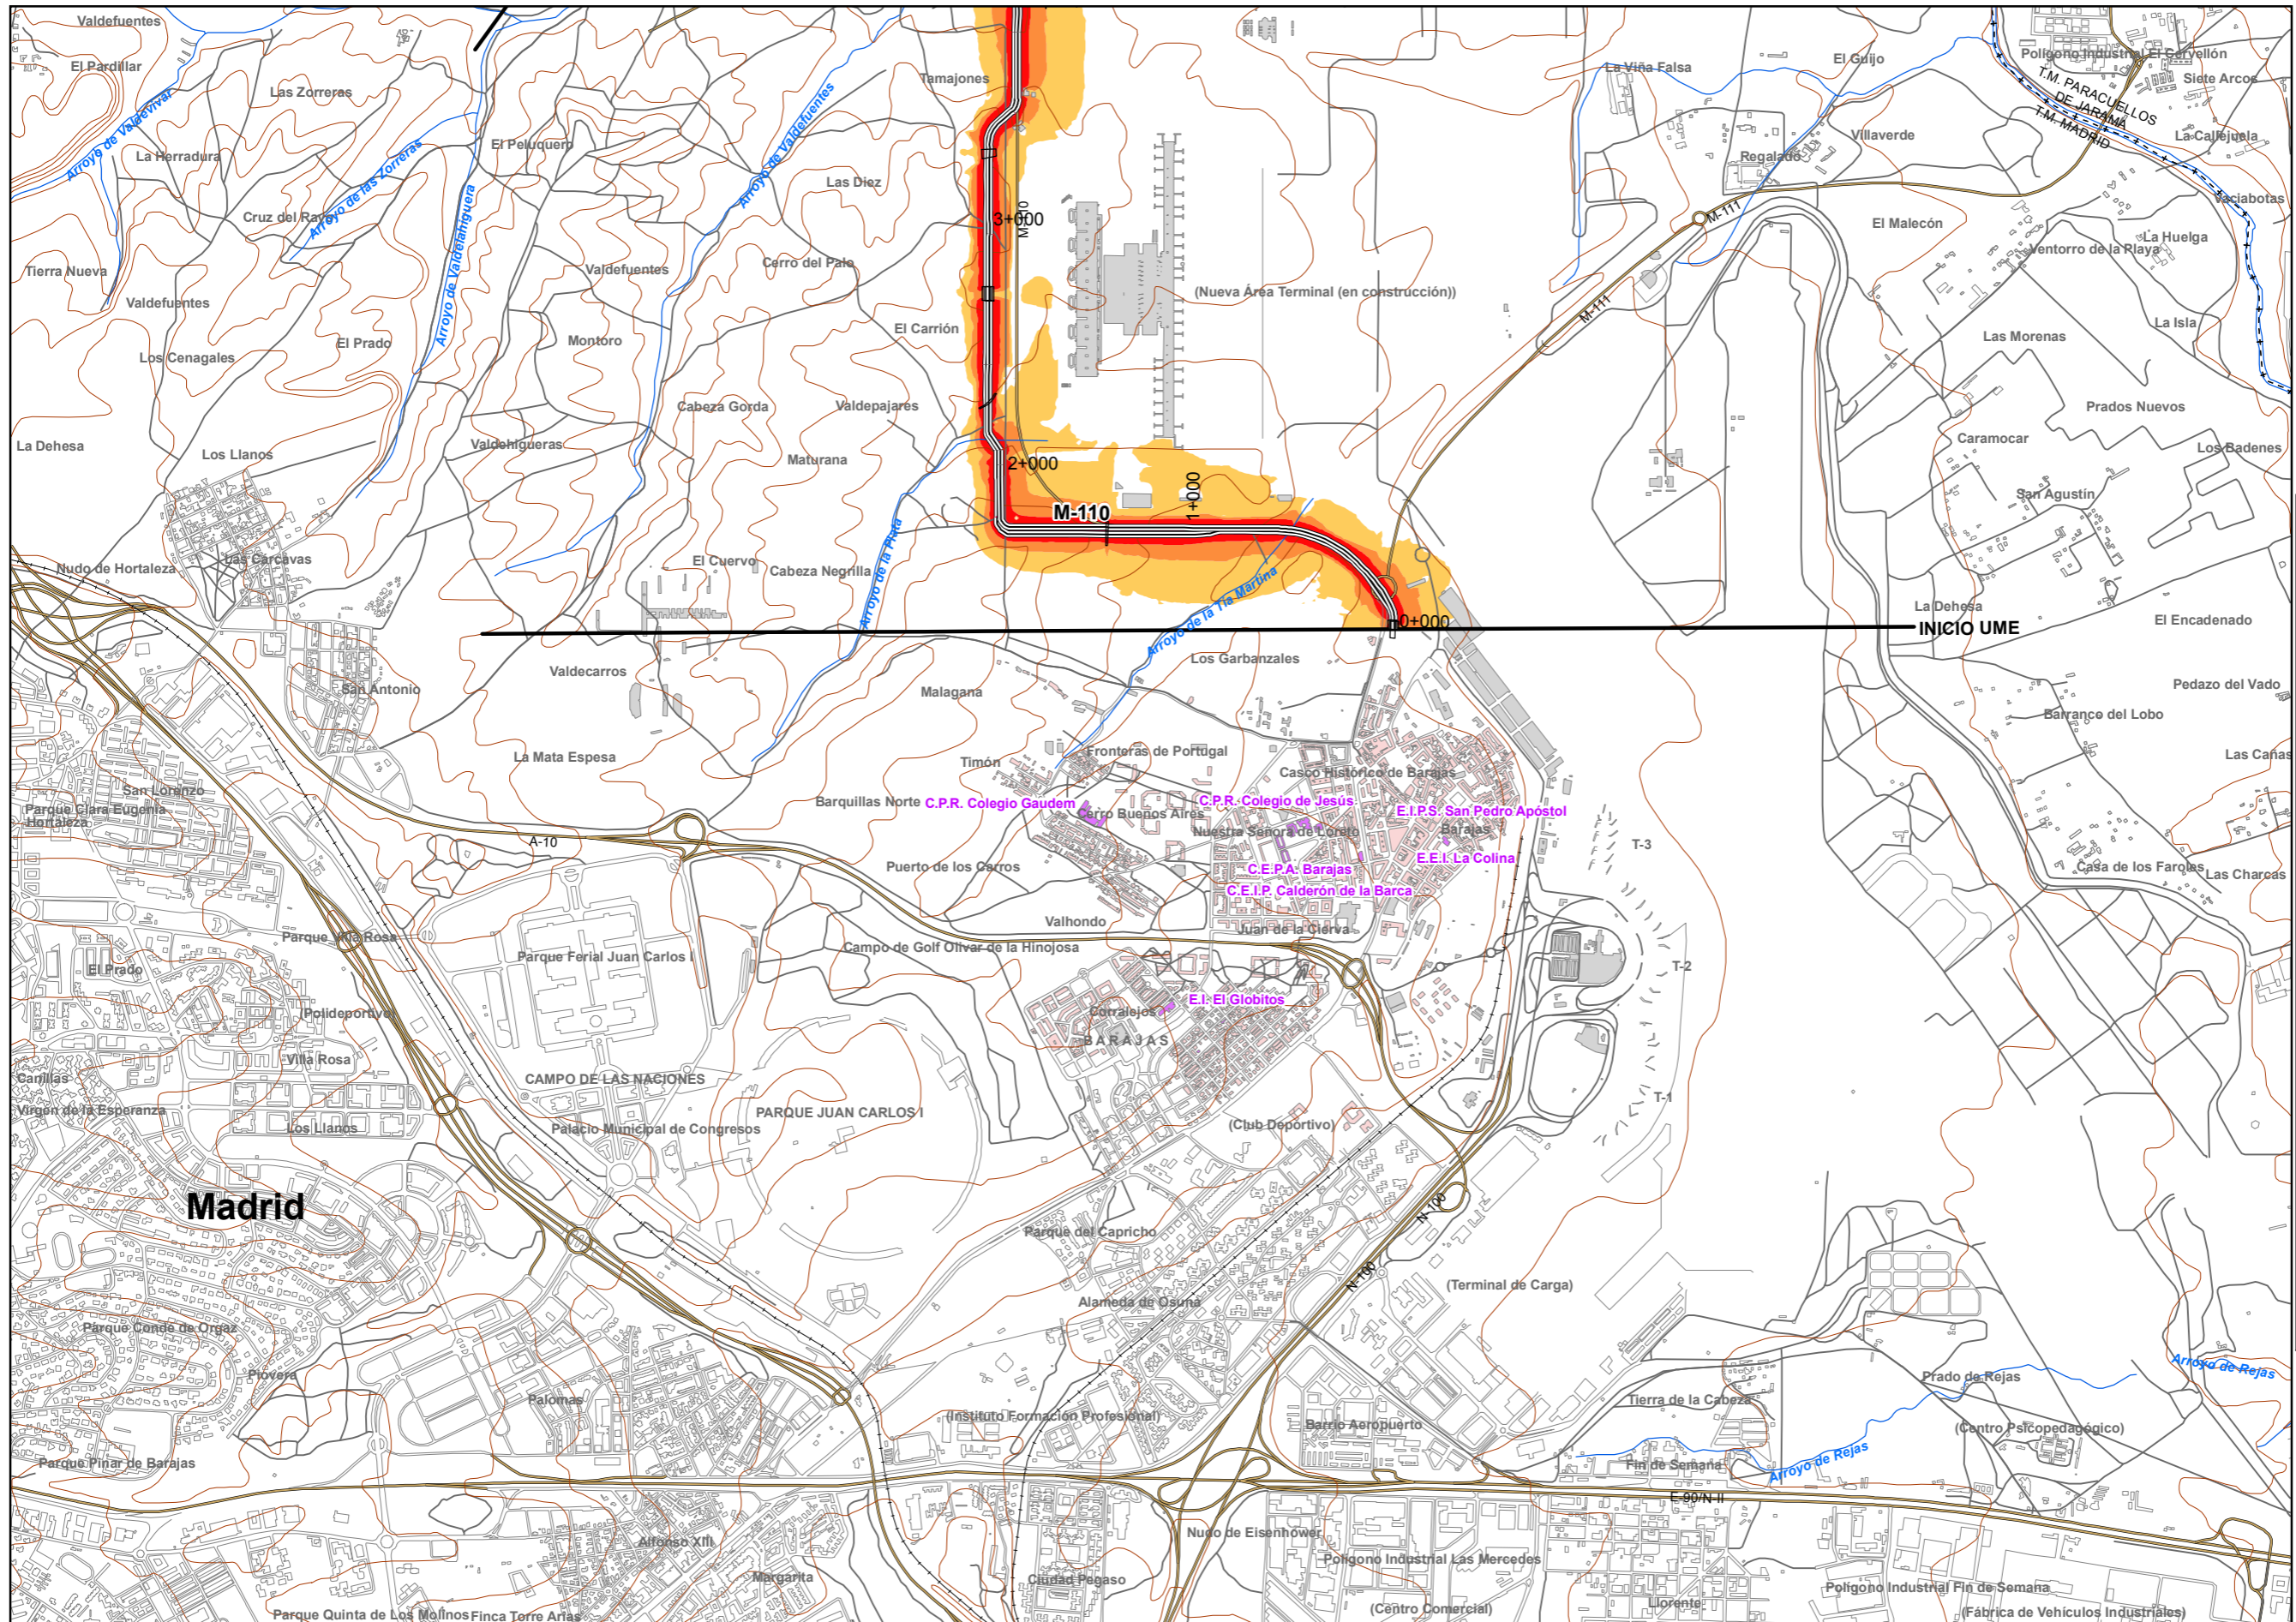 Valdefuentes
El Pardillar
Las Zorreras
Arroyo de Valdevivar
La Herradura
Arroyo de las Zorreras
El Peluquero
Arroyo de Valdefuentes
Tamajones
Las Diez
Arroyo de Valdelahiguera
Tierra Nueva
Valdefuentes
Valdefuentes
Cerro del Palo
3+000
(Nueva Área Terminal (en construcción))
La Viña Falsa
El Guijo
Polígono Industrial El Cervellón
Siete Arcos
T.M. PARACUELLOS
DE JARAMA
T.M. MADRID
La Callejuela
Villaverde
Regalado
Vaciabotas
M-111
El Malecón
La Huelga
Ventorro de la Playa
M-111
La Isla
Las Morenas
Los Cenagales
El Prado
Montoro
El Carrión
Cabeza Gorda
Valdepajares
Prados Nuevos
La Dehesa
Los Llanos
Valdehigueras
Maturana
2+000
1+000
M-110
Caramocar
Los Badenes
San Agustín
Nudo de Hortaleza
Las Cárcavas
El Cuervo
Cabeza Negrilla
Arroyo de la Plata
Arroyo de la Tía Martina
0+000
La Dehesa
INICIO UME
El Encadenado
Valdecarros
Los Garbanzales
San Antonio
Malagana
Pedazo del Vado
Barranco del Lobo
La Mata Espesa
Timón
Fronteras de Portugal
Casco Histórico de Barajas
Las Cañas
San Lorenzo
Parque Clara Eugenia
Hortaleza
Barquillas Norte
C.P.R. Colegio Gaudem
Cerro Buenos Aires
C.P.R. Colegio de Jesús
Nuestra Señora de Loreto
E.I.P.S. San Pedro Apóstol
Barajas
A-10
T-3
Puerto de los Carros
E.E.I. La Colina
C.E.P.A. Barajas
C.E.I.P. Calderón de la Barca
Casa de los Faroles
Las Charcas
Valhondo
Juan de la Cierva
Parque Villa Rosa
Campo de Golf Olivar de la Hinojosa
Parque Ferial Juan Carlos I
El Prado
T-2
E.I. El Globitos
Corralejos
(Polideportivo)
BARAJAS
Villa Rosa
Canillas
CAMPO DE LAS NACIONES
T-1
Virgen de la Esperanza
PARQUE JUAN CARLOS I
Los Llanos
Palacio Municipal de Congresos
(Club Deportivo)
Madrid
N-100
Parque del Capricho
N-100
(Terminal de Carga)
Alameda de Osuna
Parque Conde de Orgaz
Piovera
Palomas
Arroyo de Rejas
Prado de Rejas
Tierra de la Cabeza
(Instituto Formación Profesional)
Barrio Aeropuerto
(Centro Psicopedagógico)
Parque Pinar de Barajas
Fin de Semana
Arroyo de Rejas
E-90/N-II
Nudo de Eisenhower
Alfonso XIII
Polígono Industrial Las Mercedes
Margarita
Ciudad Pegaso
Polígono Industrial Fin de Semana
Parque Quinta de Los Molinos
Finca Torre Arias
(Centro Comercial)
Llorente
(Fábrica de Vehículos Industriales)